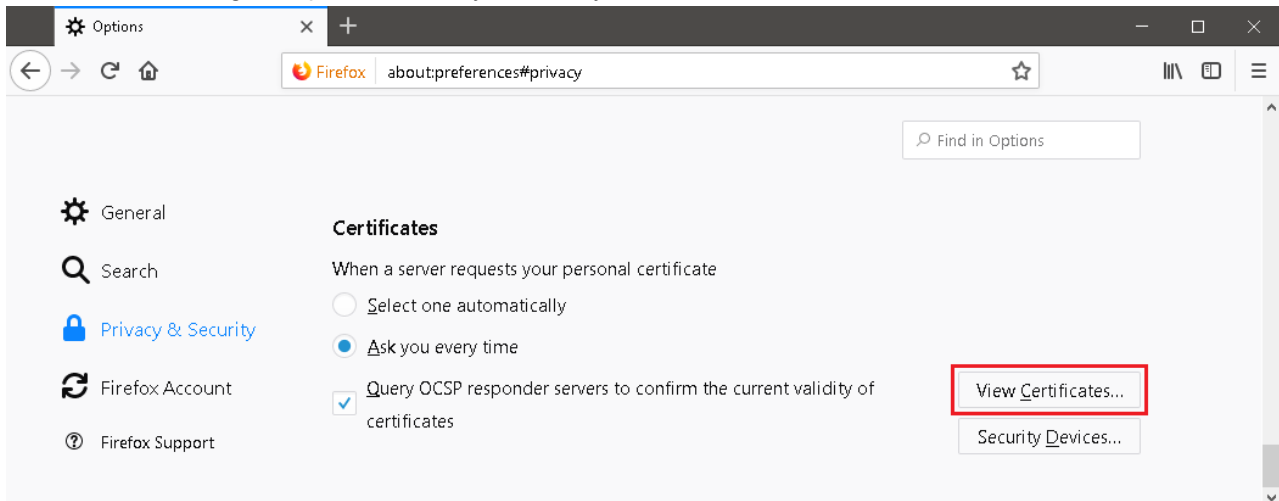 Options
Firefox about:preferences#privacy
Find in Options
General
Search
Privacy & Security
Firefox Account
Firefox Support
Certificates
When a server requests your personal certificate
Select one automatically
Ask you every time
Query OCSP responder servers to confirm the current validity of
certificates
View Certificates...
Security Devices...